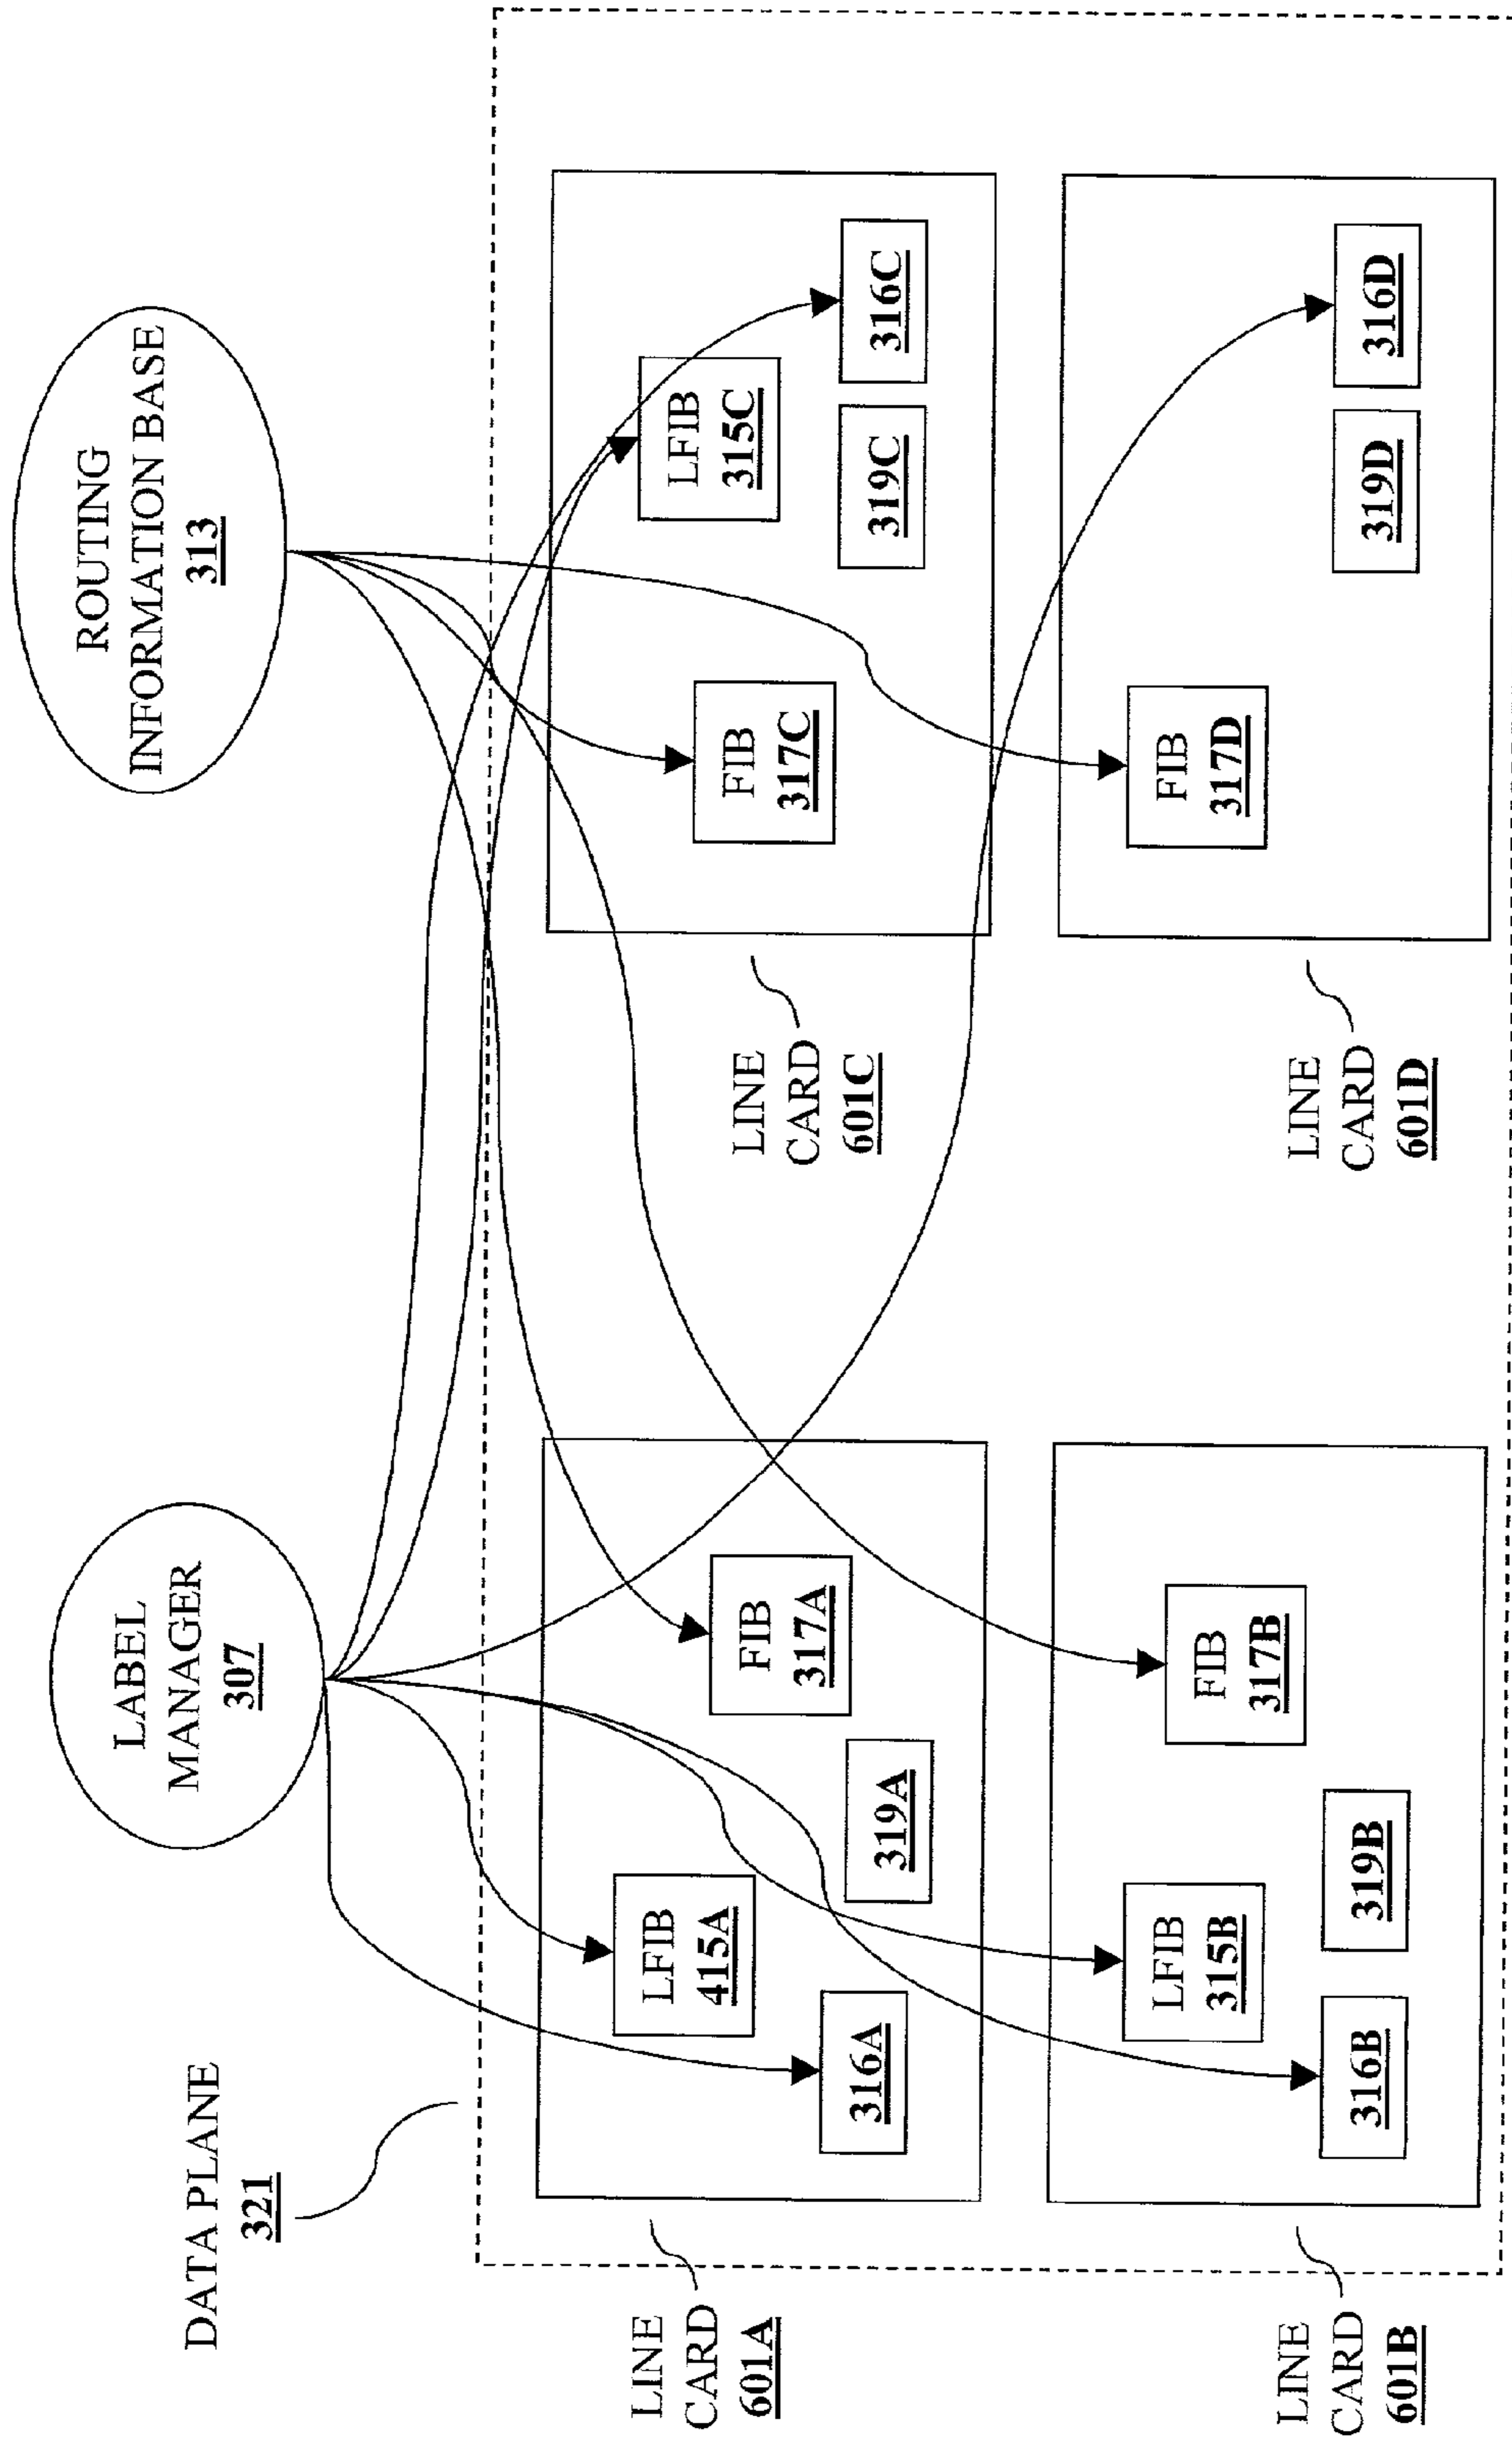 DATA PLANE
321
LABEL
MANAGER
307
ROUTING
INFORMATION BASE
313
LINE
CARD
601A
LFIB
415A
316A
319A
FIB
317A
LINE
CARD
601C
FIB
317C
LFIB
315C
319C
316C
LINE
CARD
601B
LFIB
315B
316B
319B
FIB
317B
LINE
CARD
601D
FIB
317D
319D
316D